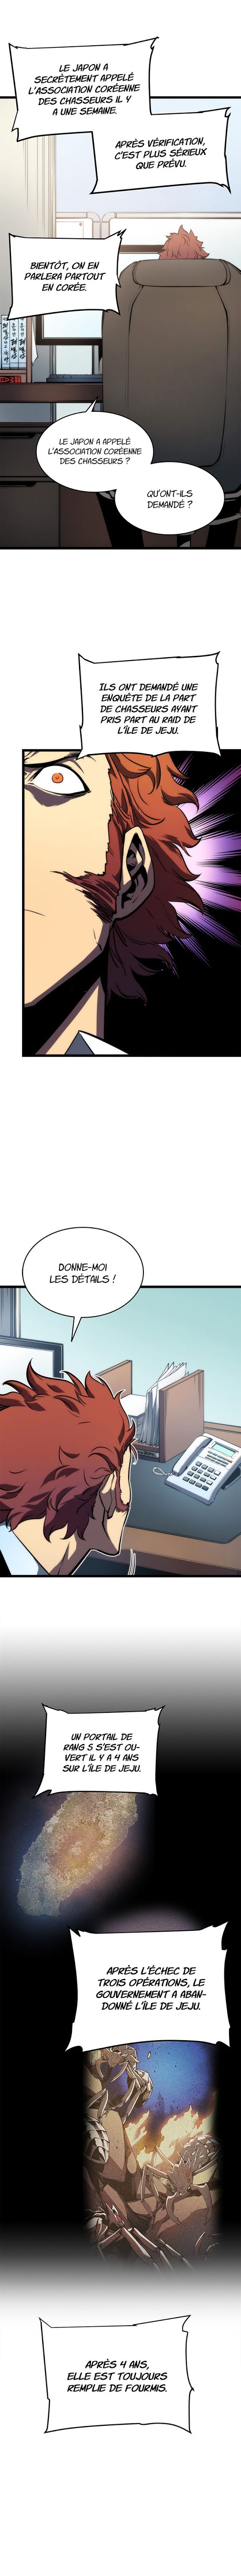 LE JAPON A
SECRÈTEMENT APPELÉ
L'ASSOCIATION CORÉENNE
DES CHASSEURS IL Y
A UNE SEMAINE.
APRÈS VÉRIFICATION,
C'EST PLUS SÉRIEUX
QUE PRÉVU.
BIENTÔT, ON EN
PARLERA PARTOUT
EN CORÉE.
LE JAPON A APPELÉ
L'ASSOCIATION CORÉENNE
DES CHASSEURS ?
QU'ONT-ILS
DEMANDÉ ?
ILS ONT DEMANDÉ UNE
ENQUÊTE DE LA PART
DE CHASSEURS AYANT
PRIS PART AU RAID DE
L'ÎLE DE JEJU.
DONNE-MOI
LES DÉTAILS !
UN PORTAIL DE
RANG S S'EST OU-
VERT IL Y A 4 ANS
SUR L'ÎLE DE JEJU.
APRÈS L'ÉCHEC DE
TROIS OPÉRATIONS, LE
GOUVERNEMENT A ABAN-
DONNÉ L'ÎLE DE JEJU.
APRÈS 4 ANS,
ELLE EST TOUJOURS
REMPLIE DE FOURMIS.